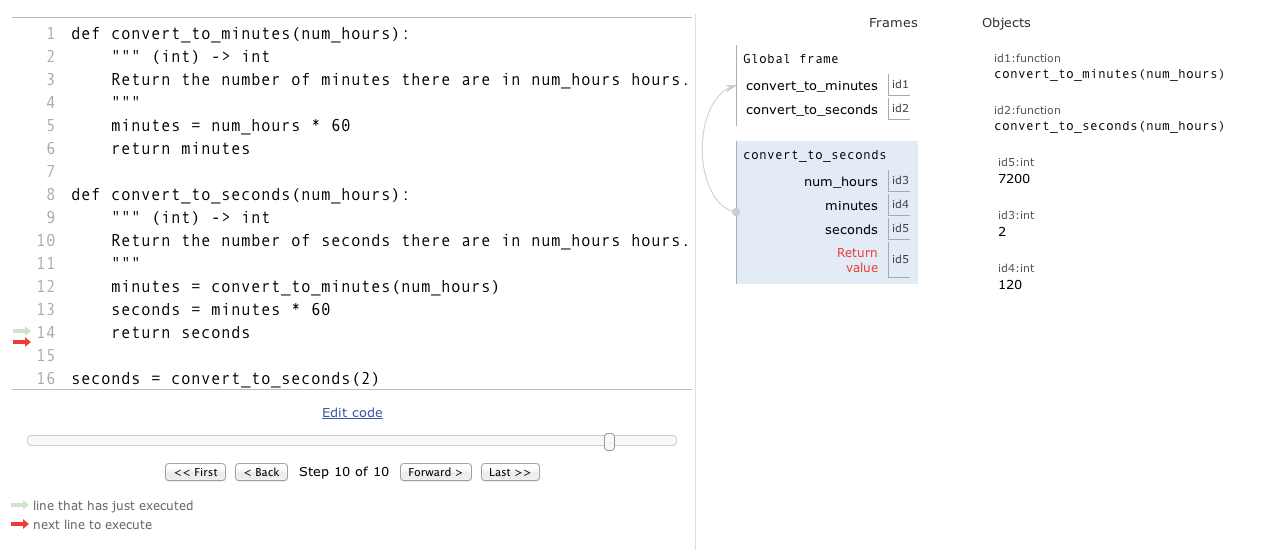 1 def convert_to_minutes(num_hours):
2     """ (int) -> int
3     Return the number of minutes there are in num_hours hours.
4     """
5     minutes = num_hours * 60
6     return minutes
7
8 def convert_to_seconds(num_hours):
9     """ (int) -> int
10     Return the number of seconds there are in num_hours hours.
11     """
12     minutes = convert_to_minutes(num_hours)
13     seconds = minutes * 60
14     return seconds
15
16 seconds = convert_to_seconds(2)
Edit code
<< First < Back Step 10 of 10 Forward > Last >>
line that has just executed
next line to execute
Frames Objects
Global frame
convert_to_minutes id1
convert_to_seconds id2
convert_to_seconds
num_hours id3
minutes id4
seconds id5
Return
value id5
id1:function
convert_to_minutes(num_hours)
id2:function
convert_to_seconds(num_hours)
id5:int
7200
id3:int
2
id4:int
120